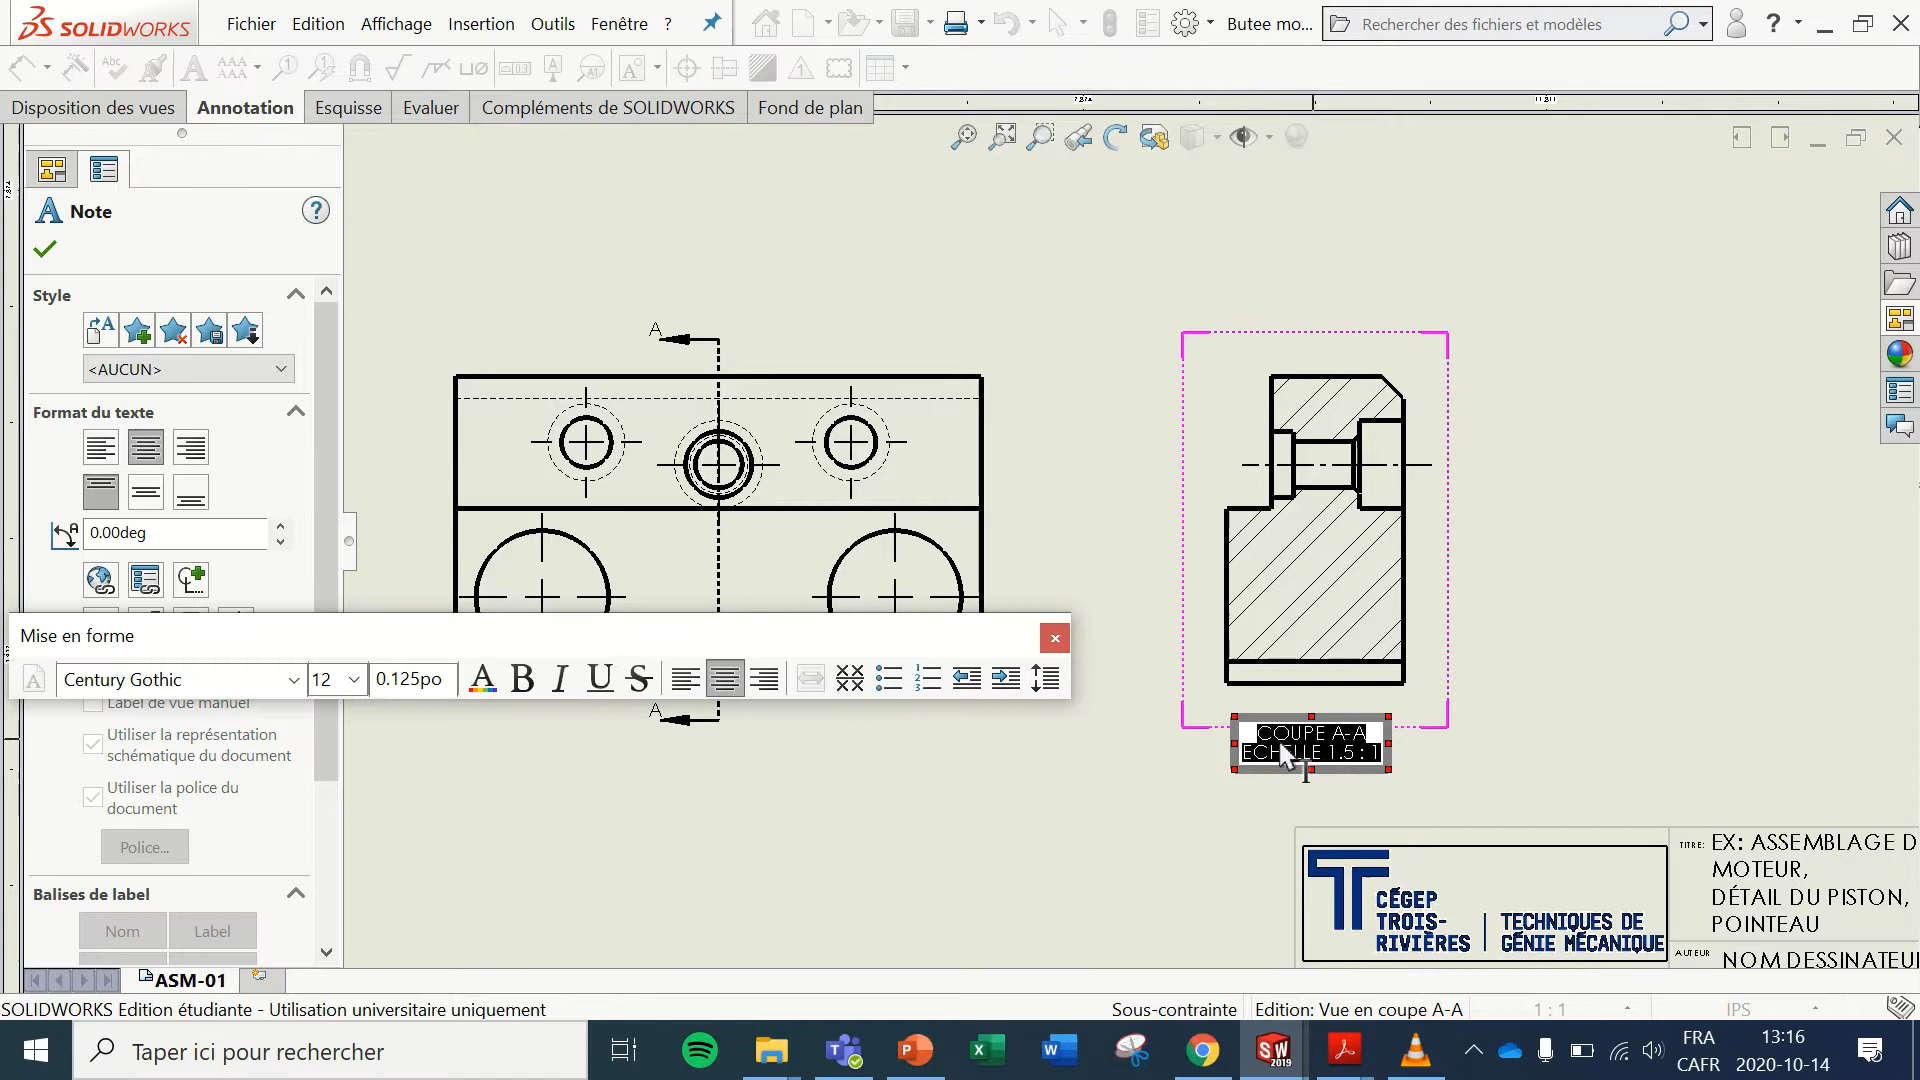 SOLIDWORKS
Fichier Edition Affichage Insertion Outils Fenêtre ?
Butee mo...
Rechercher des fichiers et modèles
Disposition des vues
Annotation
Esquisse
Evaluer
Compléments de SOLIDWORKS
Fond de plan
Note
Style
<AUCUN>
Format du texte
0.00deg
Mise en forme
Century Gothic
12
0.125po
Label de vue manuel
Utiliser la représentation
schématique du document
Utiliser la police du
document
Police...
Balises de label
Nom
Label
A
A
COUPE A-A
ECHELLE 1.5 : 1
CÉGEP
TROIS-
RIVIÈRES
TECHNIQUES DE
GÉNIE MÉCANIQUE
TITRE:
EX: ASSEMBLAGE D
MOTEUR,
DÉTAIL DU PISTON,
POINTEAU
AUTEUR
NOM DESSINATEU
ASM-01
SOLIDWORKS Edition étudiante - Utilisation universitaire uniquement
Sous-contrainte
Edition: Vue en coupe A-A
1 : 1
IPS
Taper ici pour rechercher
FRA
CAFR
13:16
2020-10-14